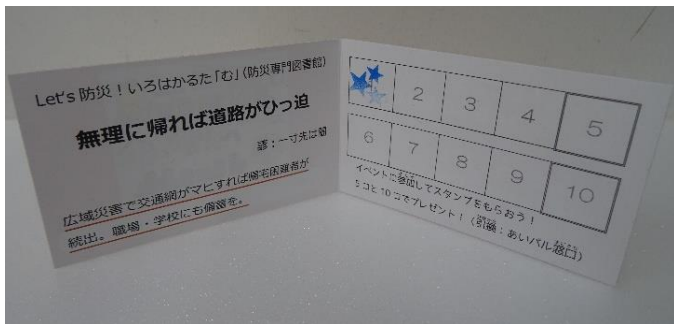 Let's 防災！いろはかるた「む」（防災専門図書館）
無理に帰れば道路がひっ迫
諺：一寸先は闇
広域災害で交通網がマヒすれば帰宅困難者が
続出。職場・学校にも備蓄を。
2 3 4 5
6 7 8 9 10
イベントに参加してスタンプをもらおう！
５コと１０コでプレゼント！（引換：あいパル窓口）